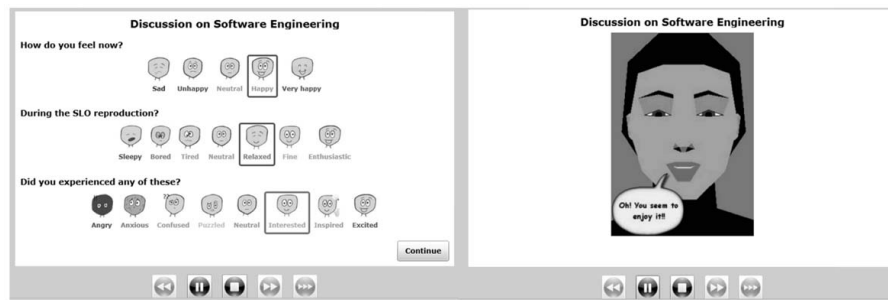 Discussion on Software Engineering
How do you feel now?
Sad Unhappy Neutral Happy Very happy
During the SLO reproduction?
Sleepy Bored Tired Neutral Relaxed Fine Enthusiastic
Did you experienced any of these?
??
Angry Anxious Confused Puzzled Neutral Interested Inspired Excited
Continue
Discussion on Software Engineering
Oh! You seem to
enjoy it!!